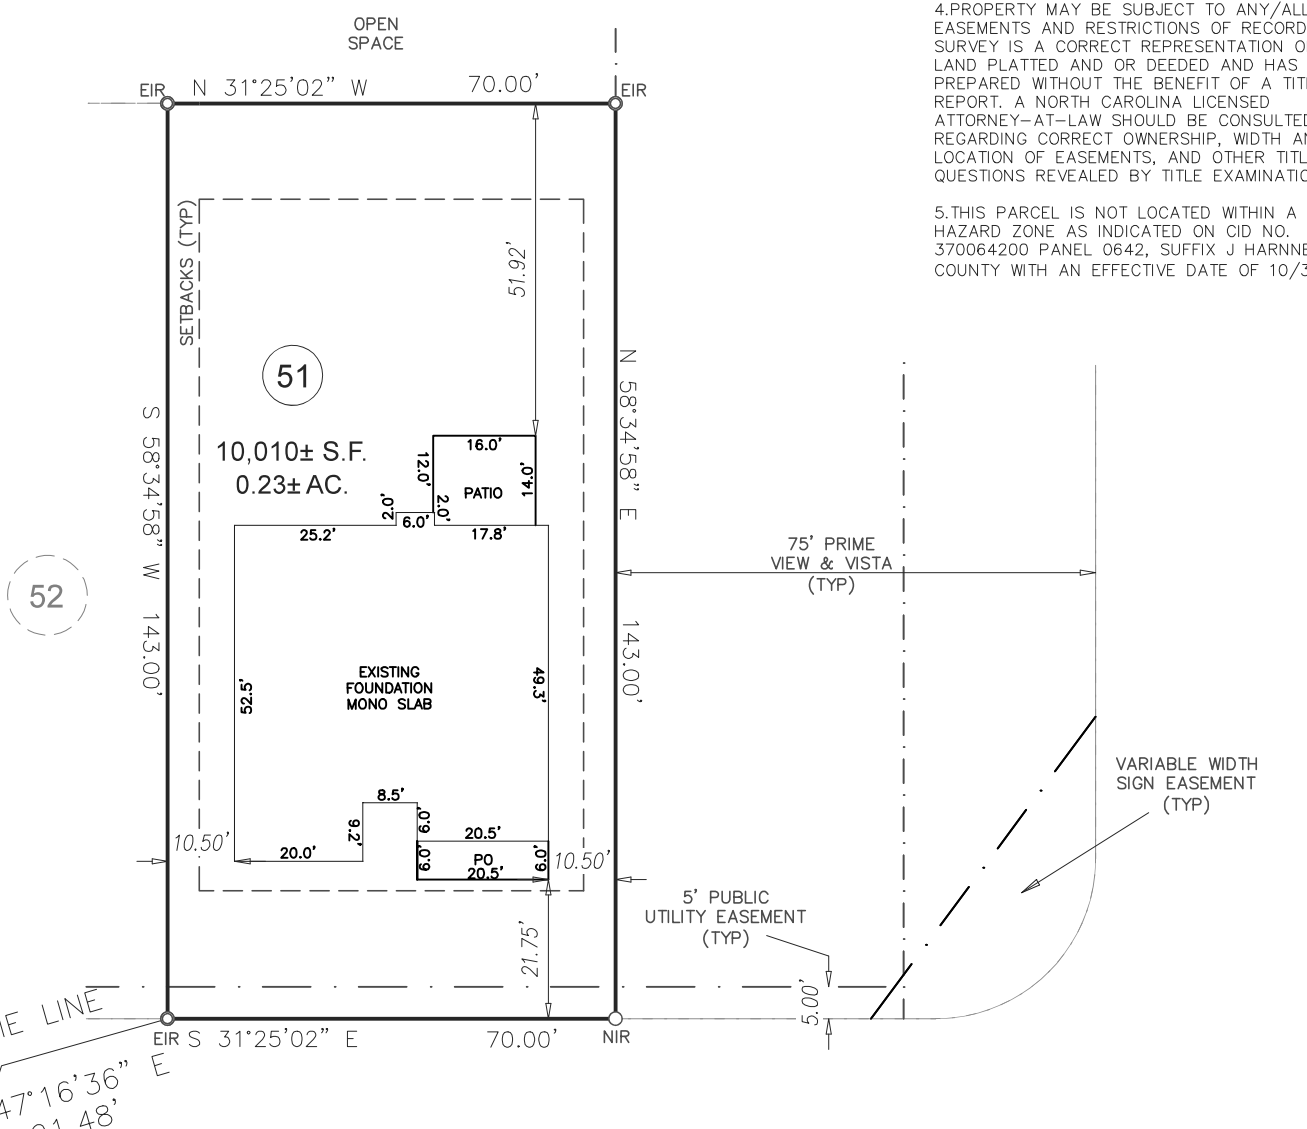 OPEN
SPACE
EIR
N 31°25'02" W
70.00'
EIR
4.PROPERTY MAY BE SUBJECT TO ANY/ALL
EASEMENTS AND RESTRICTIONS OF RECORD
SURVEY IS A CORRECT REPRESENTATION
LAND PLATTED AND OR DEEDED AND HAS
PREPARED WITHOUT THE BENEFIT OF A
REPORT. A NORTH CAROLINA LICENSED
ATTORNEY-AT-LAW SHOULD BE CONSULTED
REGARDING CORRECT OWNERSHIP, WIDTH
LOCATION OF EASEMENTS, AND OTHER
QUESTIONS REVEALED BY TITLE
5.THIS PARCEL IS NOT LOCATED WITHIN A
HAZARD ZONE AS INDICATED ON CID NO.
370064200 PANEL 0642, SUFFIX J
COUNTY WITH AN EFFECTIVE DATE OF
SETBACKS (TYP)
51.92'
51
10,010± S.F.
0.23± AC.
S 58°34'58" W
143.00'
N 58°34'58" E
143.00'
16.0'
12.0'
14.0'
PATIO
2.0'
6.0'
2.0'
25.2'
17.8'
52
75' PRIME
VIEW & VISTA
(TYP)
EXISTING
FOUNDATION
MONO SLAB
52.5'
49.3'
8.5'
9.2'
6.0'
20.5'
10.50'
20.0'
6.0'
PO
20.5'
6.0'
10.50'
VARIABLE WIDTH
SIGN EASEMENT
(TYP)
5' PUBLIC
UTILITY EASEMENT
(TYP)
21.75'
5.00'
LINE
EIR
S 31°25'02" E
70.00'
NIR
47°16'36" E